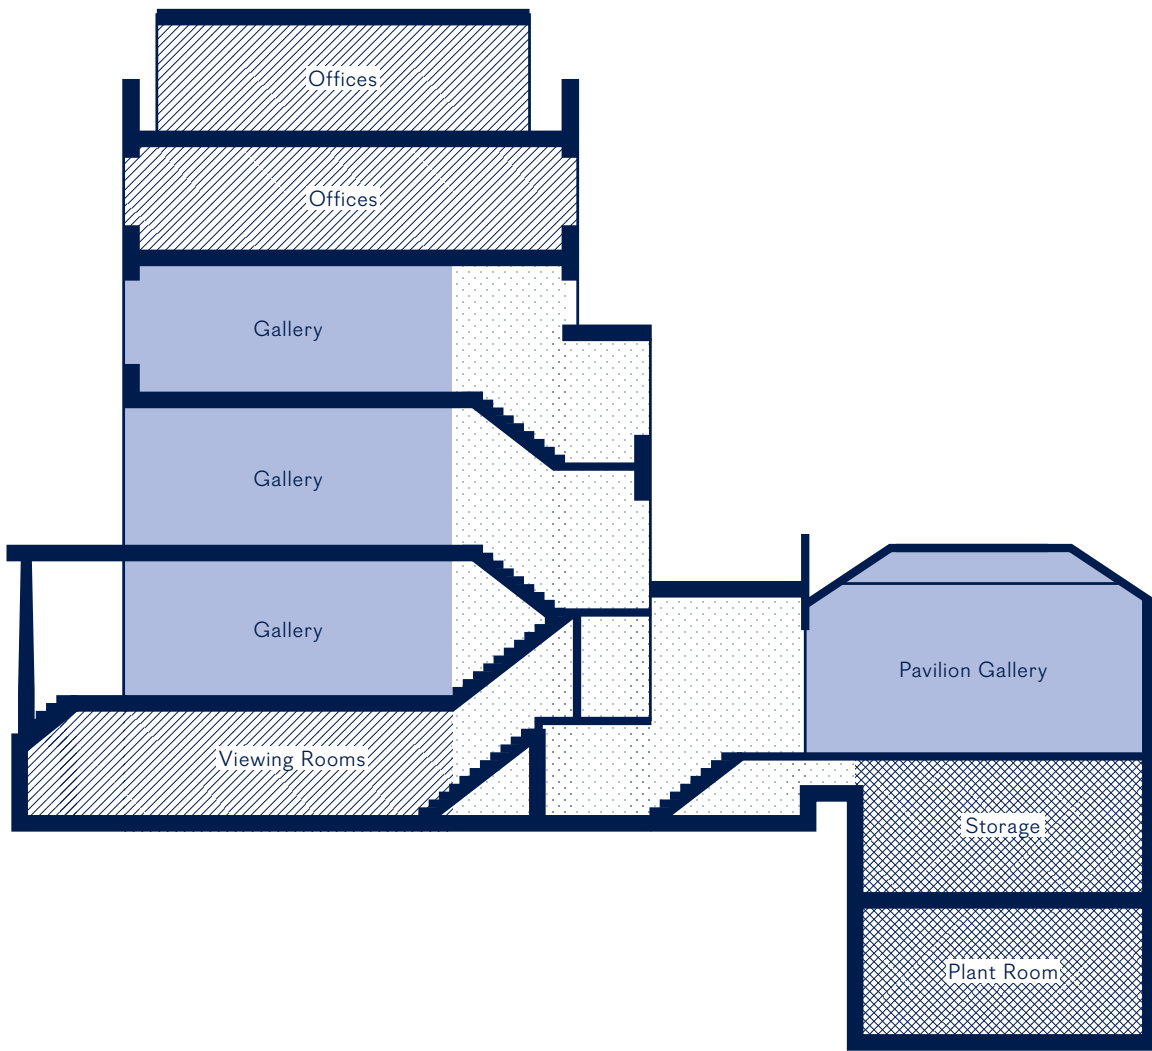 Offices
Offices
Gallery
Gallery
Gallery
Pavilion Gallery
Viewing Rooms
Storage
Plant Room